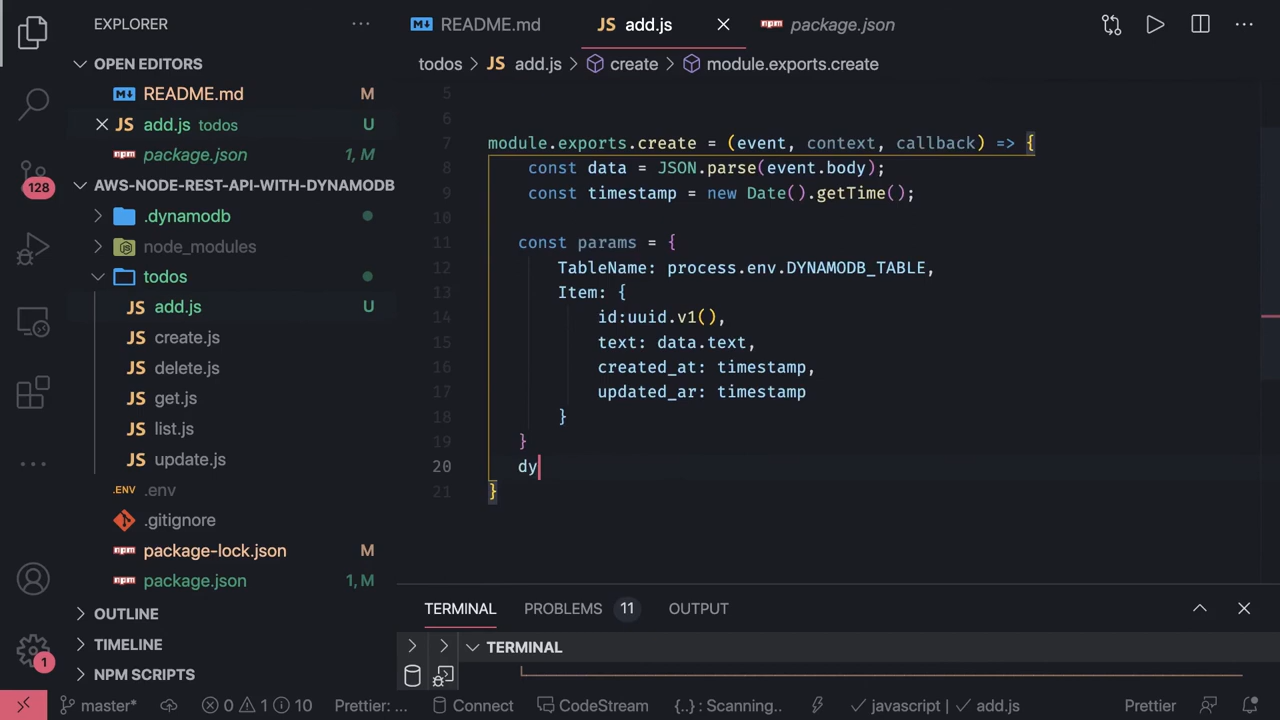 EXPLORER
README.md
add.js
package.json
OPEN EDITORS
README.md M
add.js todos U
package.json 1, M
AWS-NODE-REST-API-WITH-DYNAMODB
.dynamodb
node_modules
todos
add.js U
create.js
delete.js
get.js
list.js
update.js
.env
.gitignore
package-lock.json M
package.json 1, M
OUTLINE
TIMELINE
NPM SCRIPTS
128
1
todos > JS add.js > create > module.exports.create
5
6
7 module.exports.create = (event, context, callback) => {
8 const data = JSON.parse(event.body);
9 const timestamp = new Date().getTime();
10
11 const params = {
12 TableName: process.env.DYNAMODB_TABLE,
13 Item: {
14 id:uuid.v1(),
15 text: data.text,
16 created_at: timestamp,
17 updated_ar: timestamp
18 }
19 }
20 dy
21 }
TERMINAL PROBLEMS 11 OUTPUT
TERMINAL
master* 0 1 10 Prettier: ... Connect CodeStream {..} : Scanning.. javascript | add.js Prettier